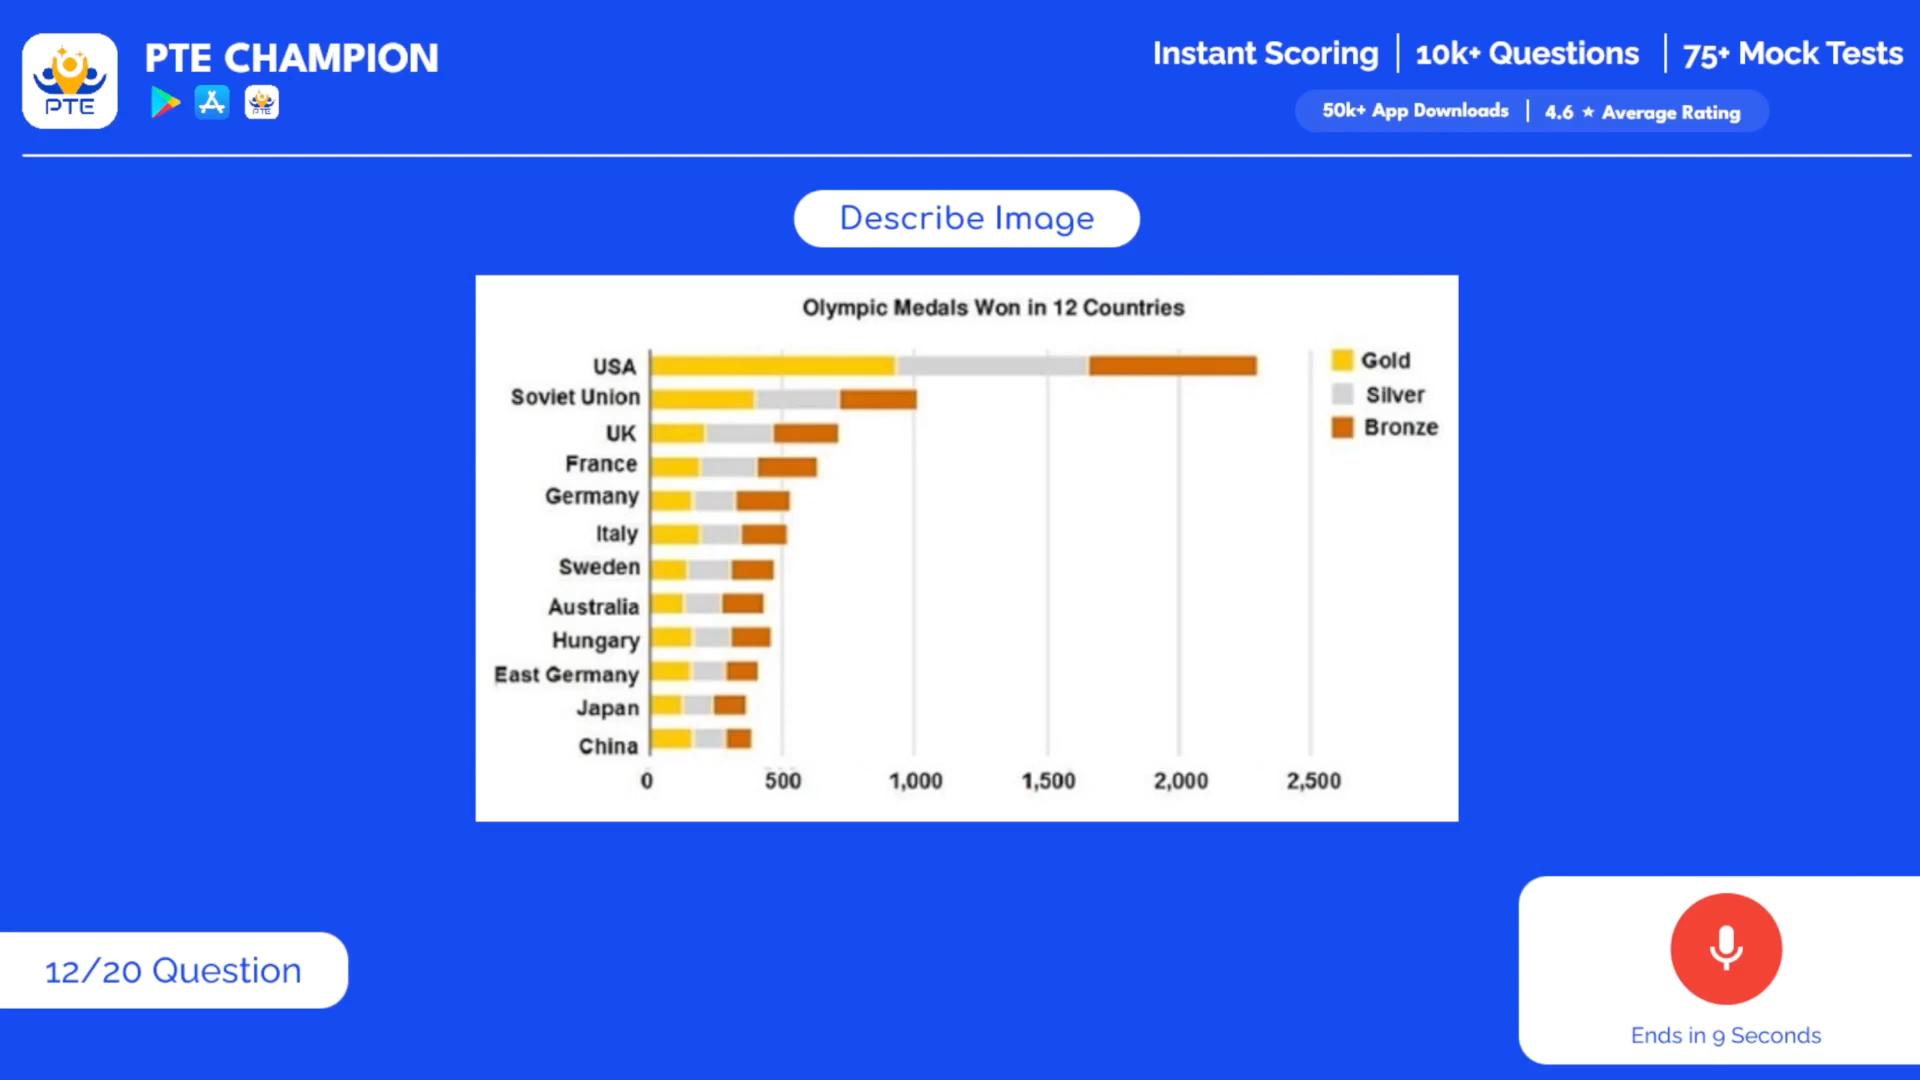 PTE CHAMPION
PTE
PTE
Instant Scoring | 10k+ Questions | 75+ Mock Tests
50k+ App Downloads | 4.6 ★ Average Rating
Describe Image
Olympic Medals Won in 12 Countries
Gold
Silver
Bronze
USA
Soviet Union
UK
France
Germany
Italy
Sweden
Australia
Hungary
East Germany
Japan
China
0 500 1,000 1,500 2,000 2,500
12/20 Question
Ends in 9 Seconds